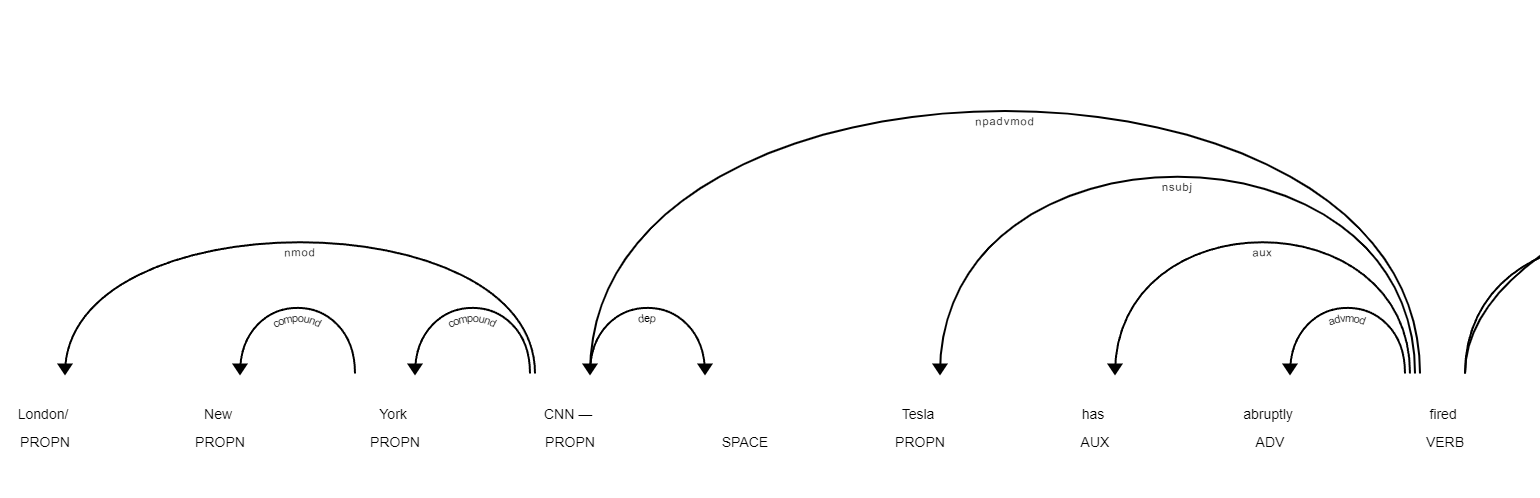 npadvmod
nsubj
nmod
aux
compound compound dep advmod
London/ New York CNN — Tesla has abruptly fired
PROPN PROPN PROPN PROPN SPACE PROPN AUX ADV VERB